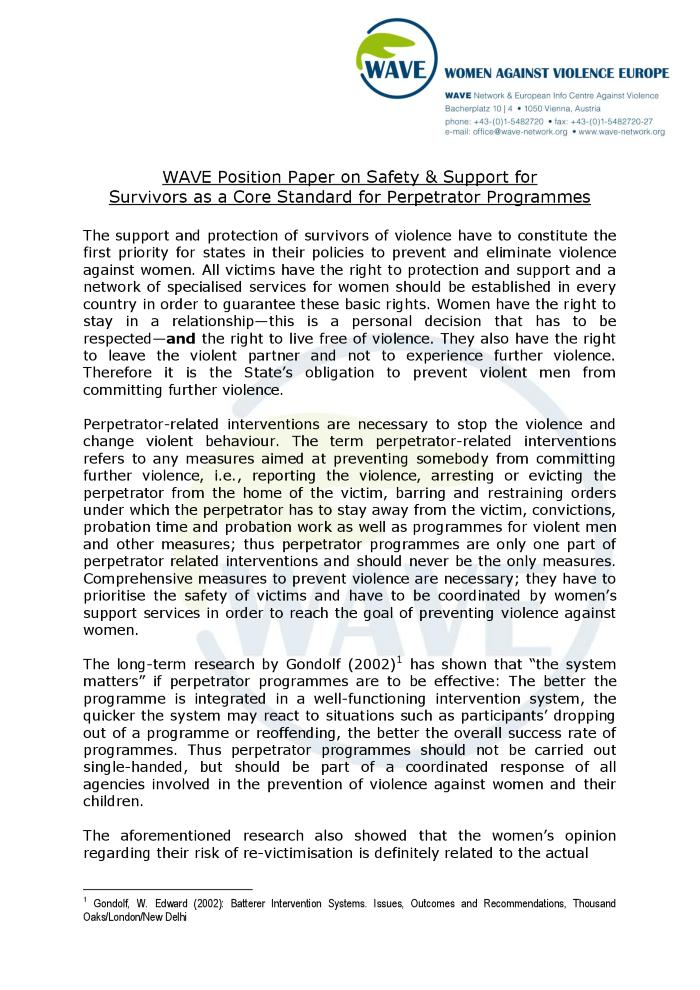 WAVE
WOMEN AGAINST VIOLENCE EUROPE
WAVE Network & European Info Centre Against Violence
Bacherplatz 10 | 4 • 1050 Vienna, Austria
phone: +43-(0)1-5482720 • fax: +43-(0)1-5482720-27
e-mail: office@wave-network.org • www.wave-network.org
WAVE Position Paper on Safety & Support for
Survivors as a Core Standard for Perpetrator Programmes
The support and protection of survivors of violence have to constitute the
first priority for states in their policies to prevent and eliminate violence
against women. All victims have the right to protection and support and a
network of specialised services for women should be established in every
country in order to guarantee these basic rights. Women have the right to
stay in a relationship—this is a personal decision that has to be
respected—and the right to live free of violence. They also have the right
to leave the violent partner and not to experience further violence.
Therefore it is the State’s obligation to prevent violent men from
committing further violence.
Perpetrator-related interventions are necessary to stop the violence and
change violent behaviour. The term perpetrator-related interventions
refers to any measures aimed at preventing somebody from committing
further violence, i.e., reporting the violence, arresting or evicting the
perpetrator from the home of the victim, barring and restraining orders
under which the perpetrator has to stay away from the victim, convictions,
probation time and probation work as well as programmes for violent men
and other measures; thus perpetrator programmes are only one part of
perpetrator related interventions and should never be the only measures.
Comprehensive measures to prevent violence are necessary; they have to
prioritise the safety of victims and have to be coordinated by women’s
support services in order to reach the goal of preventing violence against
women.
The long-term research by Gondolf (2002)1 has shown that “the system
matters” if perpetrator programmes are to be effective: The better the
programme is integrated in a well-functioning intervention system, the
quicker the system may react to situations such as participants’ dropping
out of a programme or reoffending, the better the overall success rate of
programmes. Thus perpetrator programmes should not be carried out
single-handed, but should be part of a coordinated response of all
agencies involved in the prevention of violence against women and their
children.
The aforementioned research also showed that the women’s opinion
regarding their risk of re-victimisation is definitely related to the actual
1 Gondolf, W. Edward (2002): Batterer Intervention Systems. Issues, Outcomes and Recommendations, Thousand
Oaks/London/New Delhi
WAVE